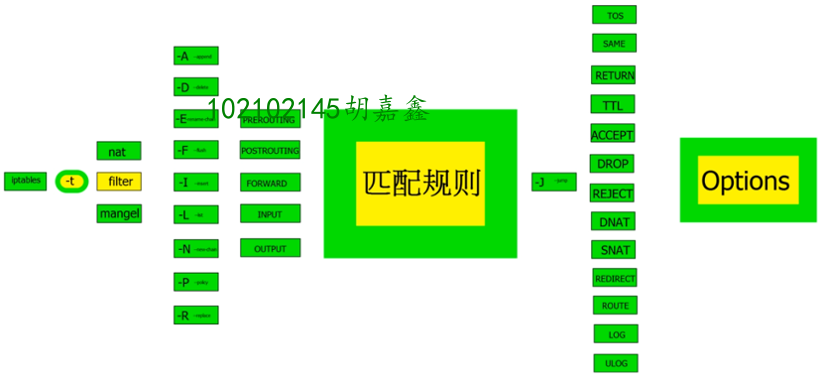 iptables
-t
nat
filter
mangel
-A --append
-D --delete
-E --rename-chain
-F --flush
-I --insert
-L --list
-N --new-chain
-P --policy
-R --replace
102102145胡嘉鑫
PREROUTING
POSTROUTING
FORWARD
INPUT
OUTPUT
匹配规则
-J --jump
TOS
SAME
RETURN
TTL
ACCEPT
DROP
REJECT
DNAT
SNAT
REDIRECT
ROUTE
LOG
ULOG
Options